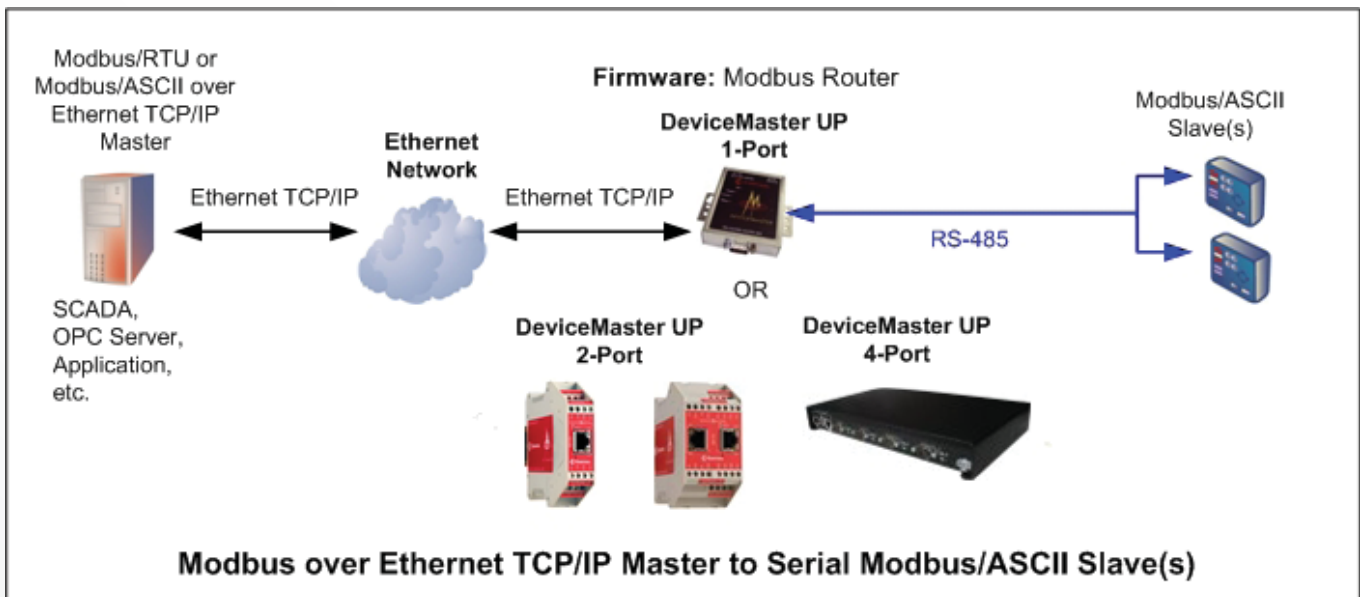 Modbus/RTU or
Modbus/ASCII over
Ethernet TCP/IP
Master
Ethernet TCP/IP
SCADA,
OPC Server,
Application,
etc.
Ethernet
Network
Ethernet TCP/IP
Firmware: Modbus Router
DeviceMaster UP
1-Port
OR
RS-485
Modbus/ASCII
Slave(s)
DeviceMaster UP
2-Port
DeviceMaster UP
4-Port
Modbus over Ethernet TCP/IP Master to Serial Modbus/ASCII Slave(s)